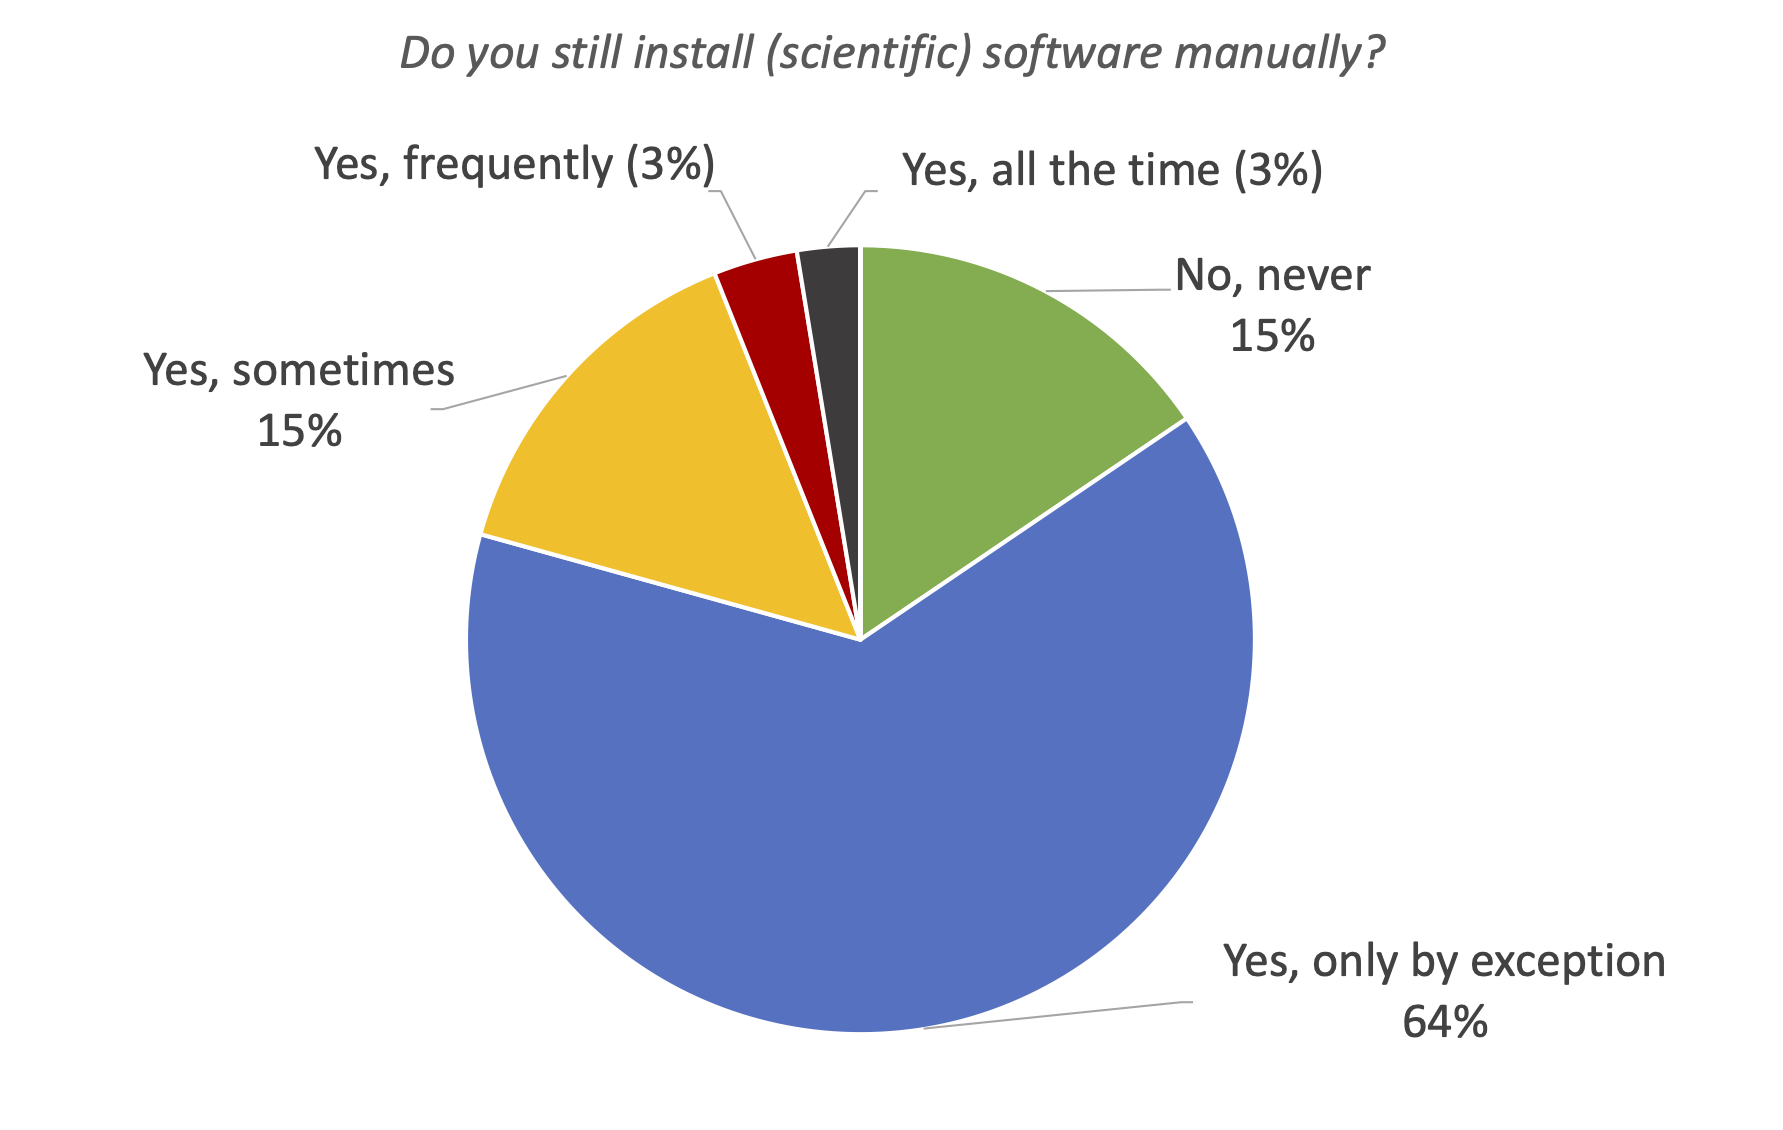 Do you still install (scientific) software manually?
Yes, frequently (3%)
Yes, all the time (3%)
No, never
15%
Yes, sometimes
15%
Yes, only by exception
64%